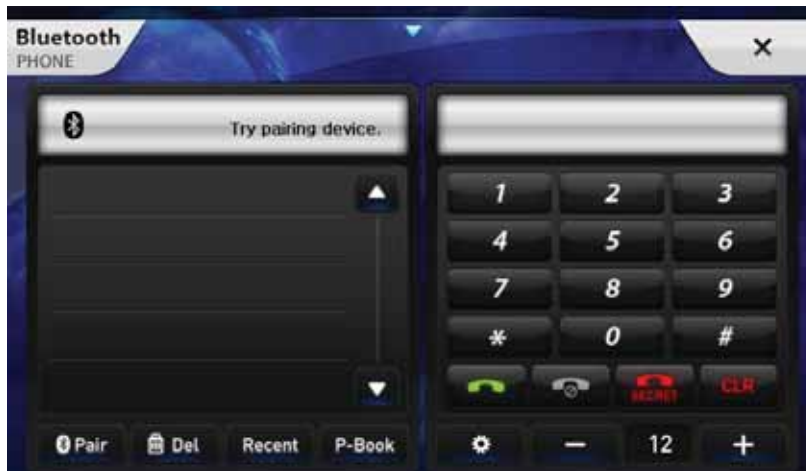 Bluetooth
PHONE
Try pairing device.
1 2 3
4 5 6
7 8 9
* 0 #
SECRET CLR
Pair Del Recent P-Book
− 12 +